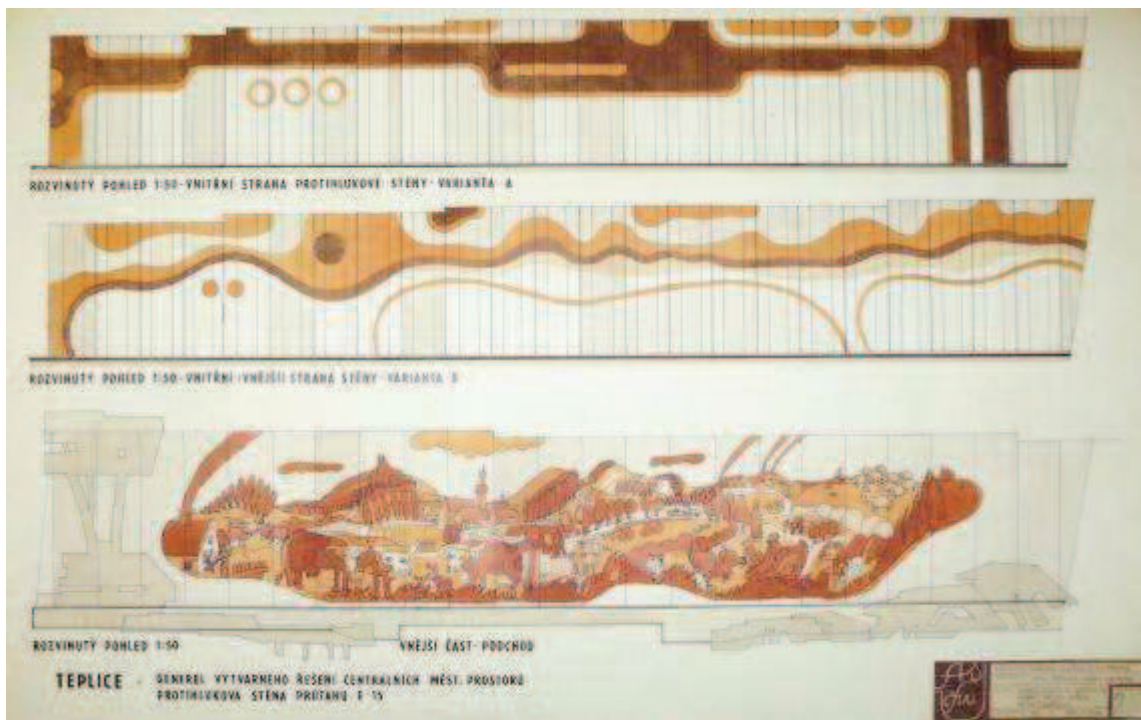 ROZVINUTÝ POHLED 1:50 - VNITŘNÍ STRANA PROTIHLUKOVÉ STĚNY - VARIANTA A
ROZVINUTÝ POHLED 1:50 - VNITŘNÍ (VNĚJŠÍ) STRANA STĚNY - VARIANTA B
ROZVINUTÝ POHLED 1:50 VNĚJŠÍ ČÁST - PODCHOD
TEPLICE - GENEREL VÝTVARNÉHO ŘEŠENÍ CENTRÁLNÍCH MĚST. PROSTORŮ
PROTIHLUKOVÁ STĚNA PRŮTAHU E 15